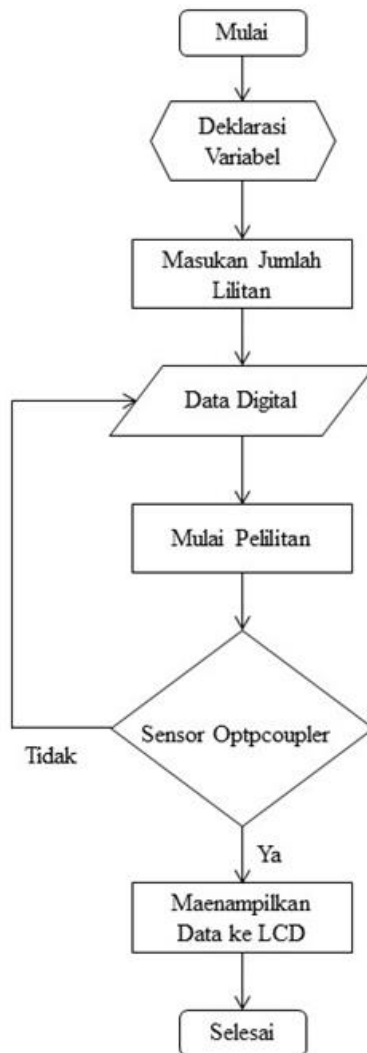 Mulai
Deklarasi
Variabel
Masukan Jumlah
Lilitan
Data Digital
Mulai Pelilitan
Sensor Optpcoupler
Tidak
Ya
Maenampilkan
Data ke LCD
Selesai